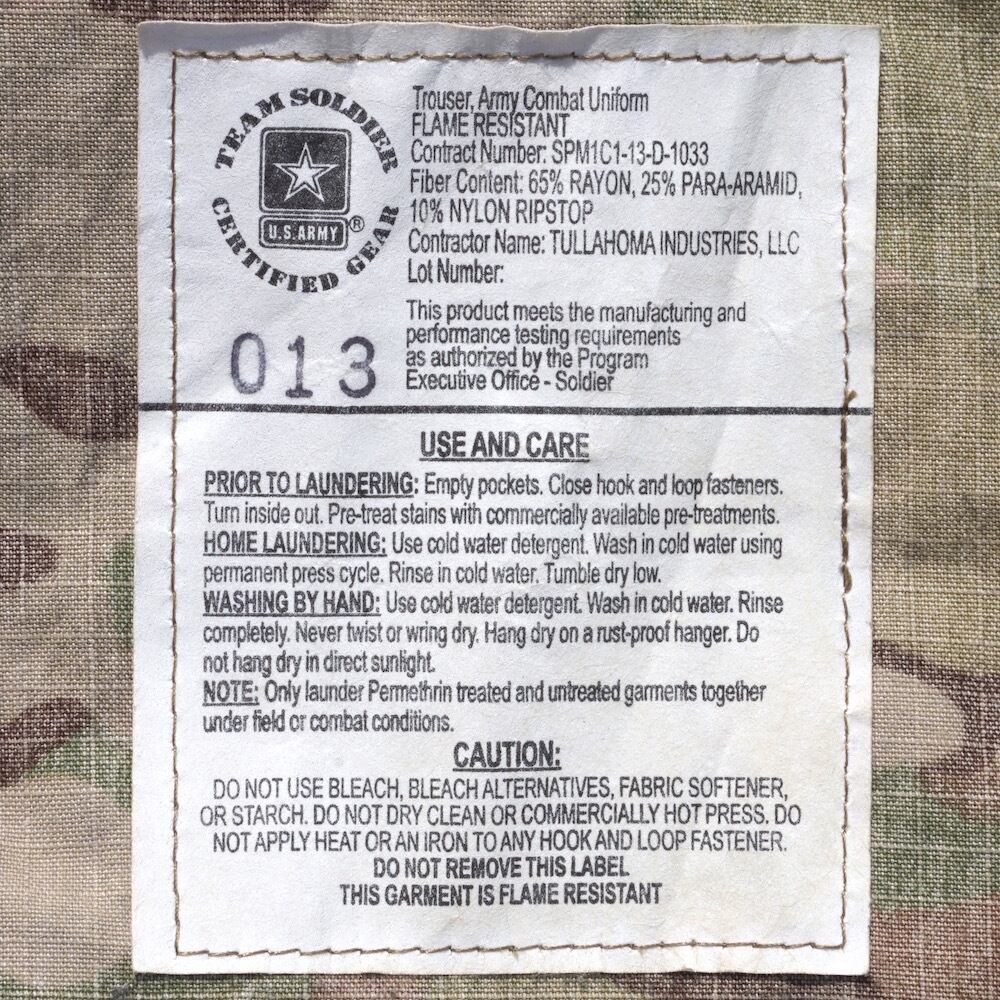 TEAM SOLDIER
CERTIFIED GEAR
U.S.ARMY ®
Trouser, Army Combat Uniform
FLAME RESISTANT
Contract Number: SPM1C1-13-D-1033
Fiber Content: 65% RAYON, 25% PARA-ARAMID,
10% NYLON RIPSTOP
Contractor Name: TULLAHOMA INDUSTRIES, LLC
Lot Number:
This product meets the manufacturing and
performance testing requirements
as authorized by the Program
Executive Office - Soldier
013
USE AND CARE
PRIOR TO LAUNDERING: Empty pockets. Close hook and loop fasteners.
Turn inside out. Pre-treat stains with commercially available pre-treatments.
HOME LAUNDERING: Use cold water detergent. Wash in cold water using
permanent press cycle. Rinse in cold water. Tumble dry low.
WASHING BY HAND: Use cold water detergent. Wash in cold water. Rinse
completely. Never twist or wring dry. Hang dry on a rust-proof hanger. Do
not hang dry in direct sunlight.
NOTE: Only launder Permethrin treated and untreated garments together
under field or combat conditions.
CAUTION:
DO NOT USE BLEACH, BLEACH ALTERNATIVES, FABRIC SOFTENER,
OR STARCH. DO NOT DRY CLEAN OR COMMERCIALLY HOT PRESS. DO
NOT APPLY HEAT OR AN IRON TO ANY HOOK AND LOOP FASTENER.
DO NOT REMOVE THIS LABEL
THIS GARMENT IS FLAME RESISTANT